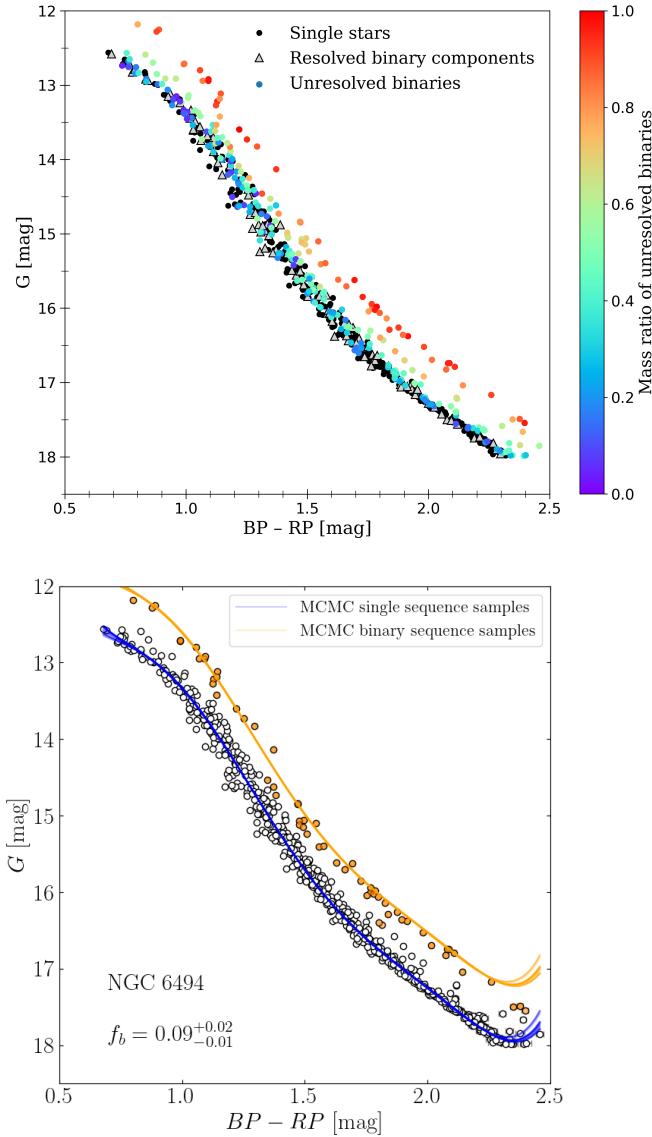 12
13
14
15
16
17
18
G [mag]
0.5 1.0 1.5 2.0 2.5
BP – RP [mag]
Single stars
Resolved binary components
Unresolved binaries
1.0
0.8
0.6
0.4
0.2
0.0
Mass ratio of unresolved binaries
12
13
14
15
16
17
18
G [mag]
MCMC single sequence samples
MCMC binary sequence samples
NGC 6494
f_b = 0.09^{+0.02}_{-0.01}
0.5 1.0 1.5 2.0 2.5
BP – RP [mag]